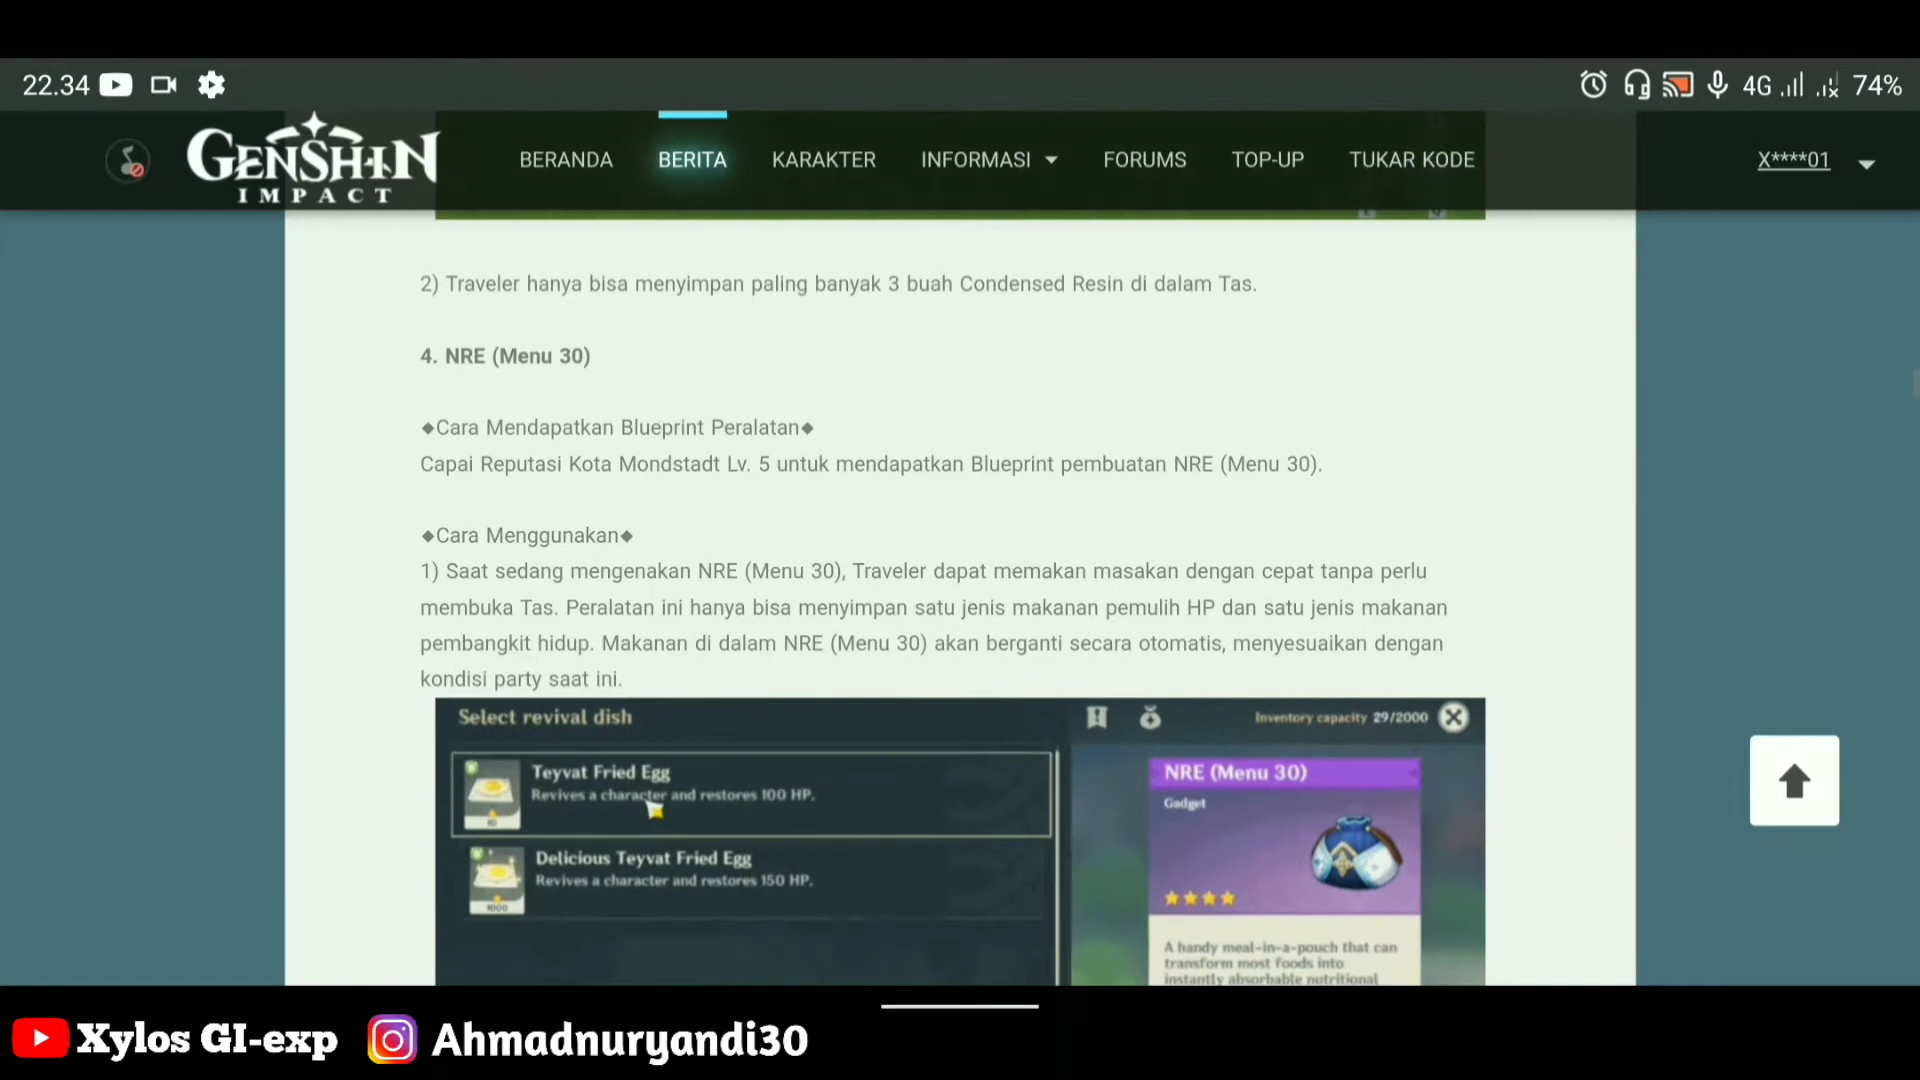 22.34
4G
74%
GENSHIN
IMPACT
BERANDA BERITA KARAKTER INFORMASI FORUMS TOP-UP TUKAR KODE
X****01
2) Traveler hanya bisa menyimpan paling banyak 3 buah Condensed Resin di dalam Tas.
4. NRE (Menu 30)
◆Cara Mendapatkan Blueprint Peralatan◆
Capai Reputasi Kota Mondstadt Lv. 5 untuk mendapatkan Blueprint pembuatan NRE (Menu 30).
◆Cara Menggunakan◆
1) Saat sedang mengenakan NRE (Menu 30), Traveler dapat memakan masakan dengan cepat tanpa perlu
membuka Tas. Peralatan ini hanya bisa menyimpan satu jenis makanan pemulih HP dan satu jenis makanan
pembangkit hidup. Makanan di dalam NRE (Menu 30) akan berganti secara otomatis, menyesuaikan dengan
kondisi party saat ini.
Select revival dish
Inventory capacity 29/2000
Teyvat Fried Egg
Revives a character and restores 100 HP.
Delicious Teyvat Fried Egg
Revives a character and restores 150 HP.
1000
NRE (Menu 30)
Gadget
A handy meal-in-a-pouch that can
transform most foods into
instantly absorbable nutritional
Xylos GI-exp
Ahmadnuryandi30